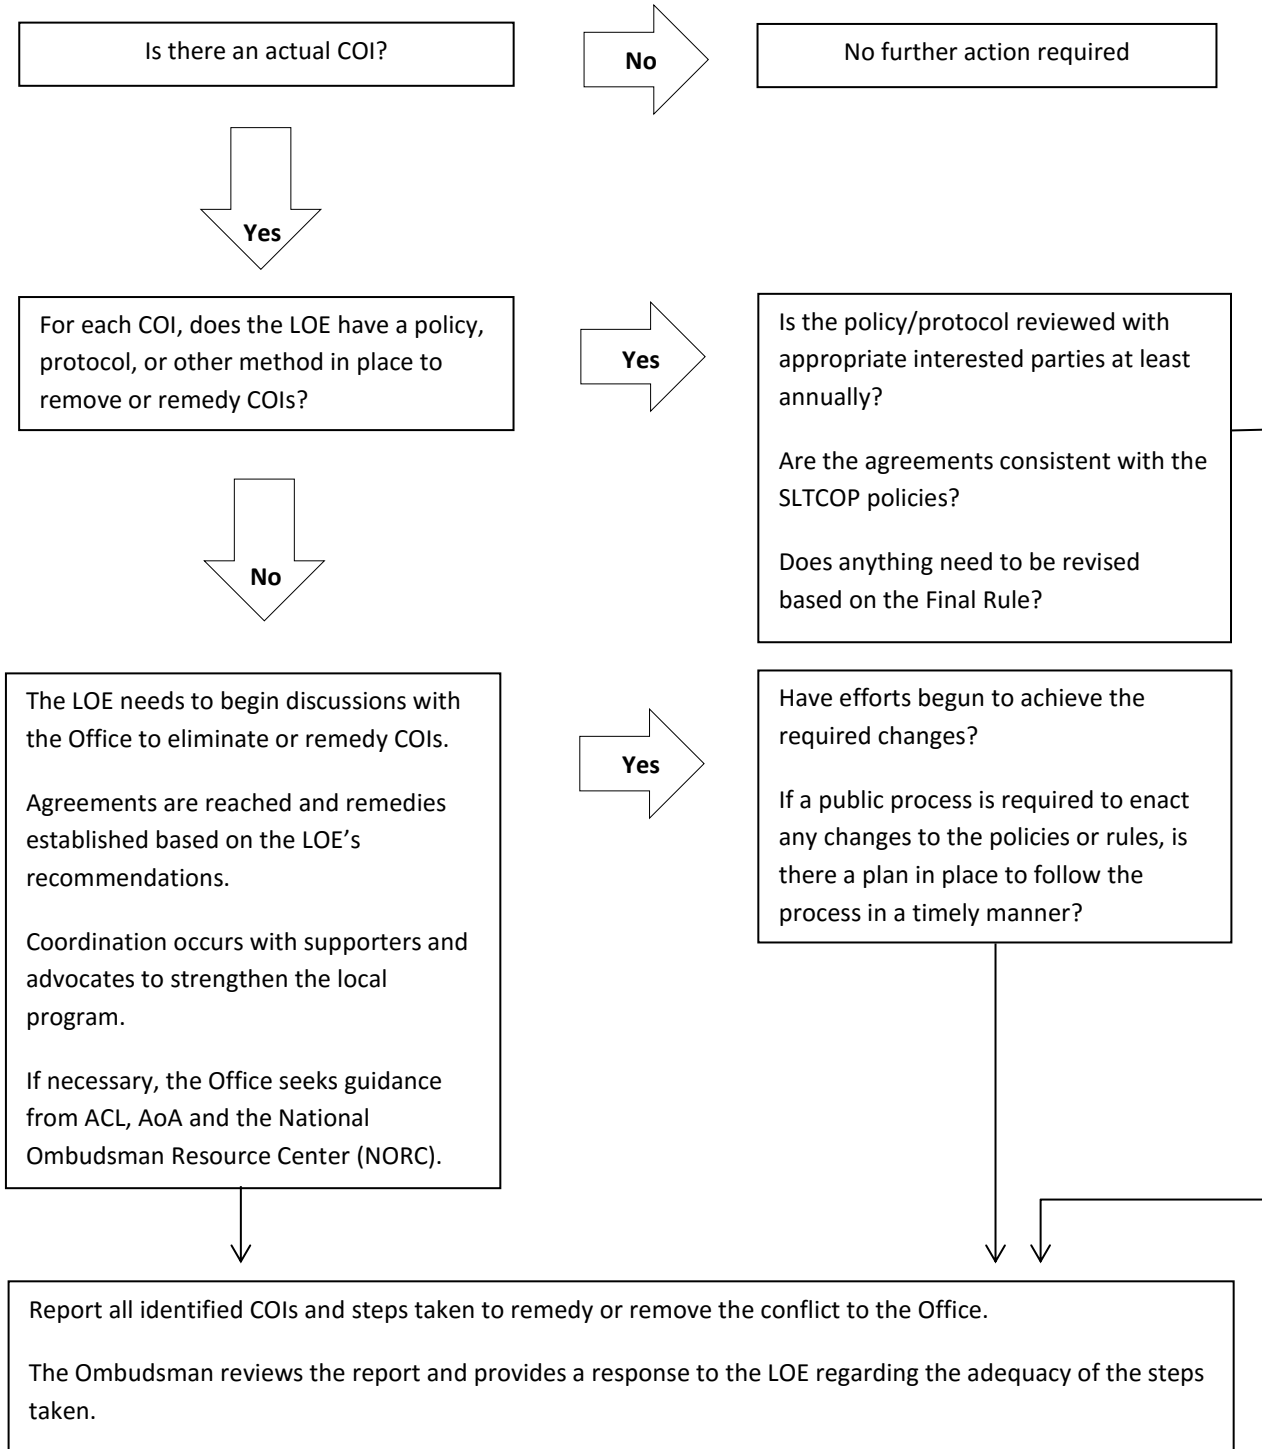 Is there an actual COI?
No
No further action required
Yes
For each COI, does the LOE have a policy,
protocol, or other method in place to
remove or remedy COIs?
Yes
Is the policy/protocol reviewed with
appropriate interested parties at least
annually?
Are the agreements consistent with the
SLTCOP policies?
Does anything need to be revised
based on the Final Rule?
No
The LOE needs to begin discussions with
the Office to eliminate or remedy COIs.
Agreements are reached and remedies
established based on the LOE’s
recommendations.
Coordination occurs with supporters and
advocates to strengthen the local
program.
If necessary, the Office seeks guidance
from ACL, AoA and the National
Ombudsman Resource Center (NORC).
Yes
Have efforts begun to achieve the
required changes?
If a public process is required to enact
any changes to the policies or rules, is
there a plan in place to follow the
process in a timely manner?
Report all identified COIs and steps taken to remedy or remove the conflict to the Office.
The Ombudsman reviews the report and provides a response to the LOE regarding the adequacy of the steps
taken.